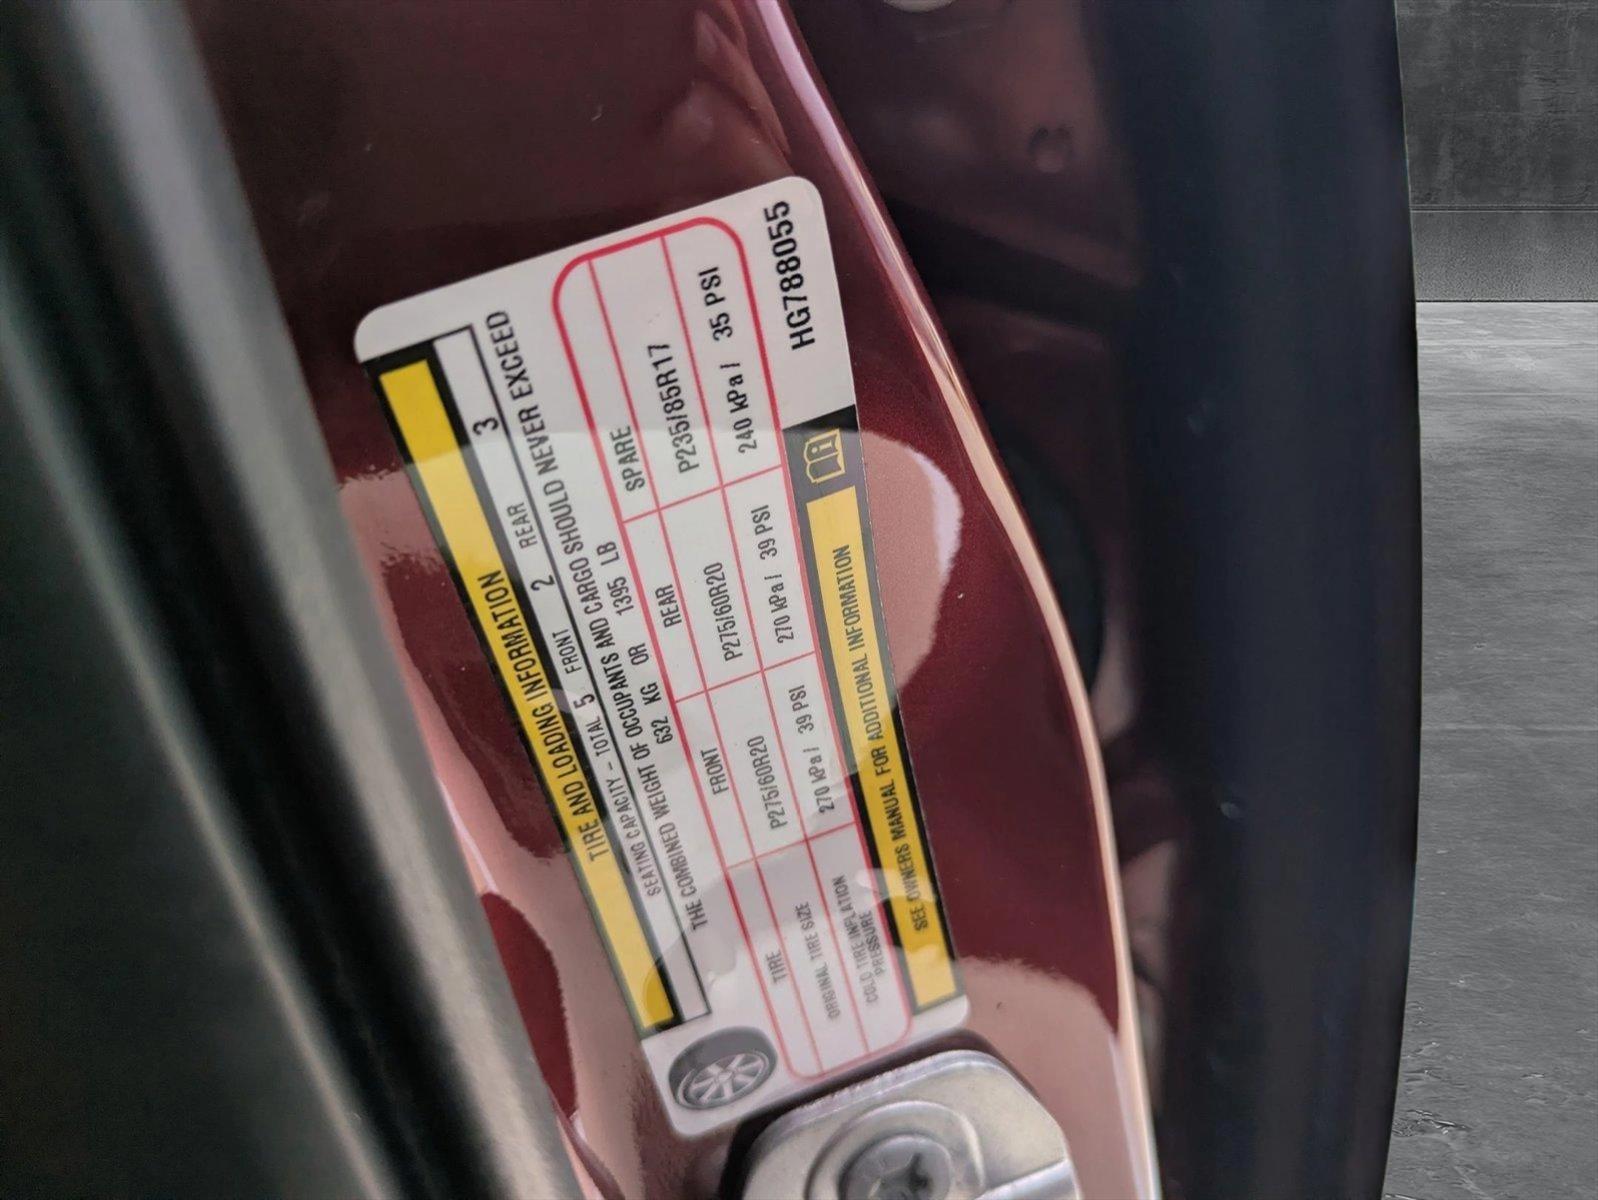 TIRE AND LOADING INFORMATION
SEATING CAPACITY – TOTAL 5 FRONT 2 REAR 3
THE COMBINED WEIGHT OF OCCUPANTS AND CARGO SHOULD NEVER EXCEED
632 KG OR 1395 LB
TIRE FRONT REAR SPARE
ORIGINAL TIRE SIZE P275/60R20 P275/60R20 P235/85R17
COLD TIRE INFLATION PRESSURE 270 kPa/ 39 PSI 270 kPa/ 39 PSI 240 kPa/ 35 PSI
SEE OWNERS MANUAL FOR ADDITIONAL INFORMATION
HG788055